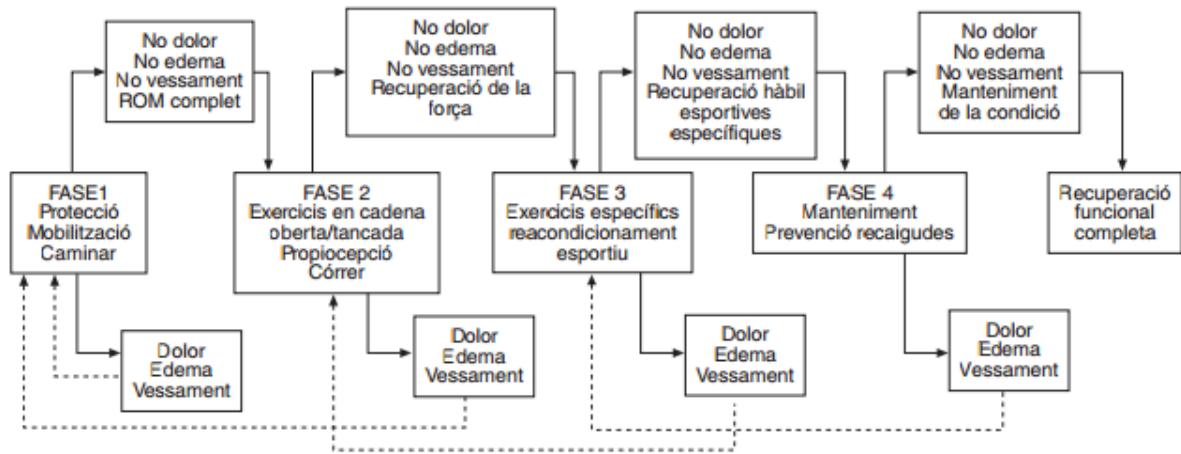 No dolor
No edema
No vessament
ROM complet
No dolor
No edema
No vessament
Recuperació de la
força
No dolor
No edema
No vessament
Recuperació hàbil
esportives
específiques
No dolor
No edema
No vessament
Manteniment
de la condició
FASE1
Protecció
Mobilització
Caminar
FASE 2
Exercicis en cadena
oberta/tancada
Propiocepció
Córrer
FASE 3
Exercicis específics
reacondicionament
esportiu
FASE 4
Manteniment
Prevenció recaigudes
Recuperació
funcional
completa
Dolor
Edema
Vessament
Dolor
Edema
Vessament
Dolor
Edema
Vessament
Dolor
Edema
Vessament